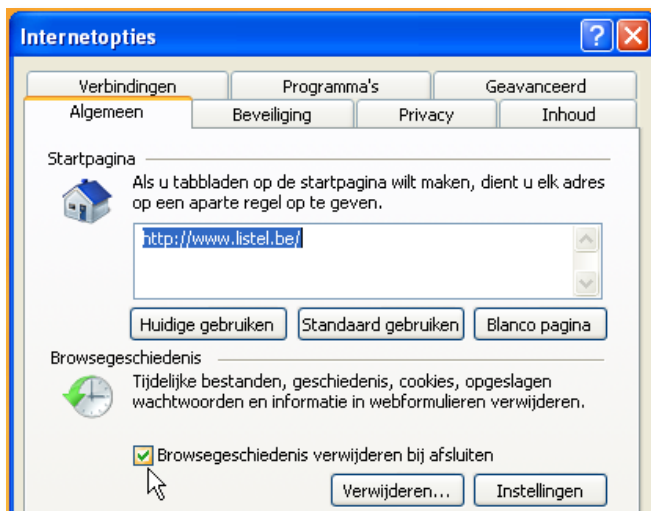 Internetopties
Verbindingen Programma's Geavanceerd
Algemeen Beveiliging Privacy Inhoud
Startpagina
Als u tabbladen op de startpagina wilt maken, dient u elk adres
op een aparte regel op te geven.
http://www.listel.be/
Huidige gebruiken Standaard gebruiken Blanco pagina
Browsegeschiedenis
Tijdelijke bestanden, geschiedenis, cookies, opgeslagen
wachtwoorden en informatie in webformulieren verwijderen.
Browsegeschiedenis verwijderen bij afsluiten
Verwijderen... Instellingen